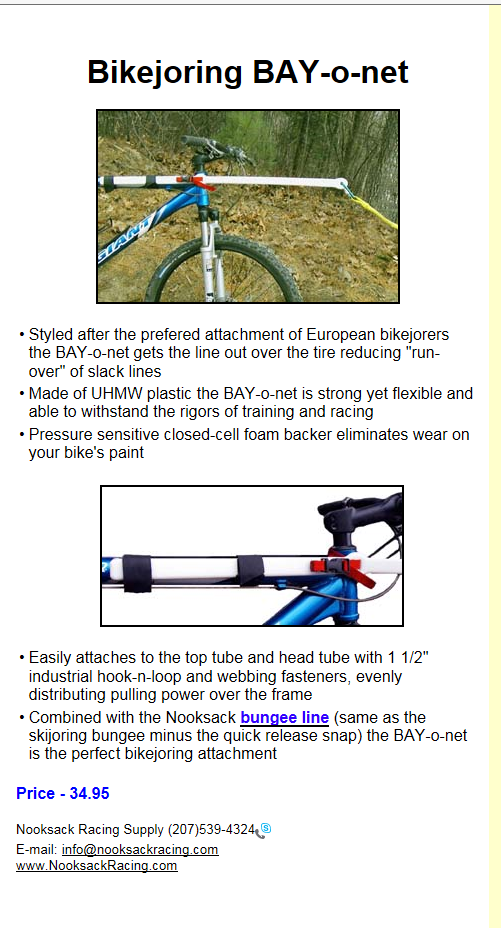 Bikejoring BAY-o-net
GIANT
• Styled after the prefered attachment of European bikejorers
the BAY-o-net gets the line out over the tire reducing "run-
over" of slack lines
• Made of UHMW plastic the BAY-o-net is strong yet flexible and
able to withstand the rigors of training and racing
• Pressure sensitive closed-cell foam backer eliminates wear on
your bike's paint
• Easily attaches to the top tube and head tube with 1 1/2"
industrial hook-n-loop and webbing fasteners, evenly
distributing pulling power over the frame
• Combined with the Nooksack bungee line (same as the
skijoring bungee minus the quick release snap) the BAY-o-net
is the perfect bikejoring attachment
Price - 34.95
Nooksack Racing Supply (207)539-4324
E-mail: info@nooksackracing.com
www.NooksackRacing.com